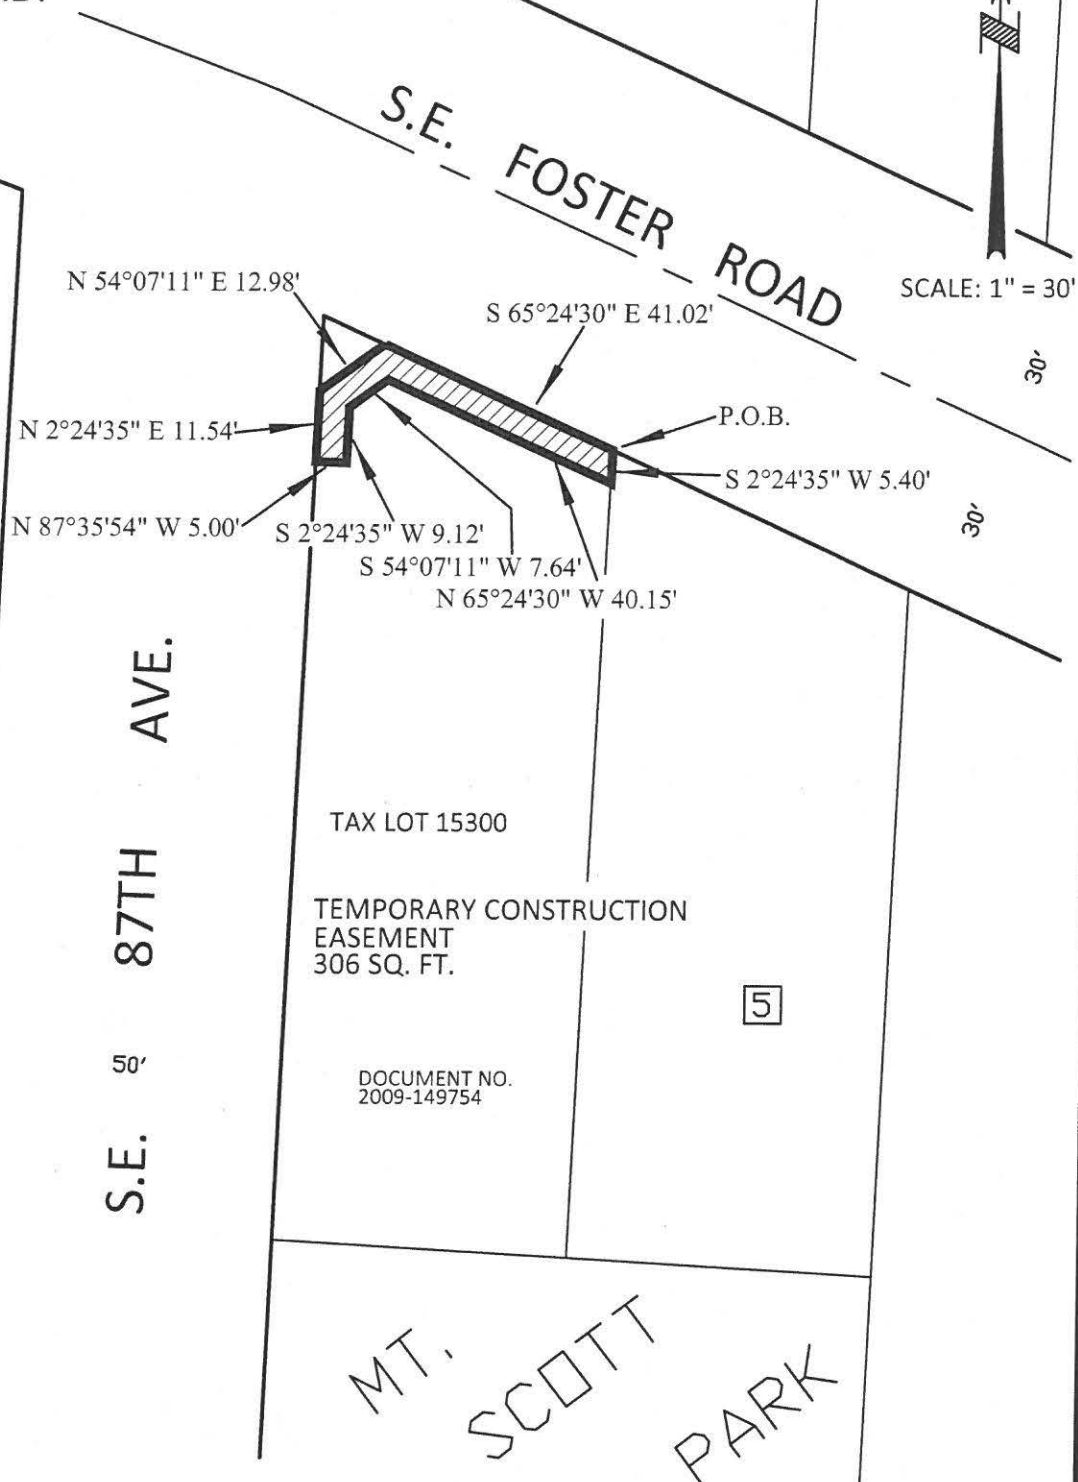 S.E. FOSTER ROAD
SCALE: 1" = 30'
N 54°07'11" E 12.98'
S 65°24'30" E 41.02'
30'
P.O.B.
N 2°24'35" E 11.54'
S 2°24'35" W 5.40'
30'
N 87°35'54" W 5.00'
S 2°24'35" W 9.12'
S 54°07'11" W 7.64'
N 65°24'30" W 40.15'
S.E. 50' 87TH AVE.
TAX LOT 15300
TEMPORARY CONSTRUCTION
EASEMENT
306 SQ. FT.
5
DOCUMENT NO.
2009-149754
MT.
SCOTT
PARK